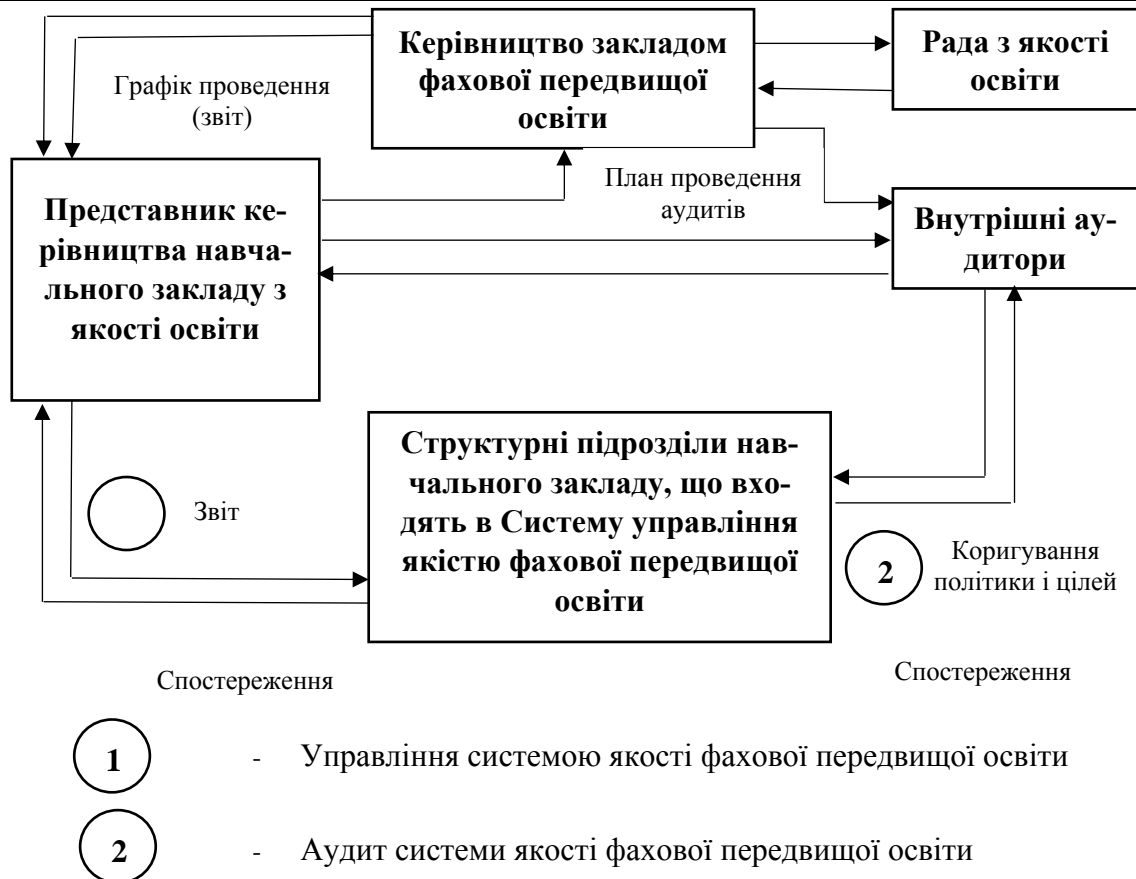 Керівництво закладом
фахової передвищої
освіти
Рада з якості
освіти
Графік проведення
(звіт)
План проведення
аудитів
Представник ке-
рівництва навча-
льного закладу з
якості освіти
Внутрішні ау-
дитори
Структурні підрозділи нав-
чального закладу, що вхо-
дять в Систему управління
якістю фахової передвищої
освіти
Звіт
2
Коригування
політики і цілей
Спостереження
Спостереження
1 - Управління системою якості фахової передвищої освіти
2 - Аудит системи якості фахової передвищої освіти